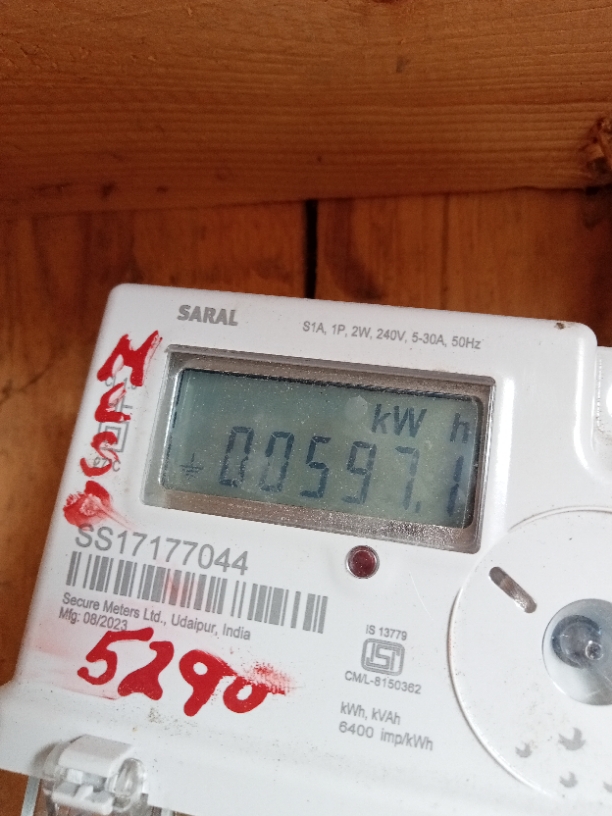 SARAL
S1A, 1P, 2W, 240V, 5-30A, 50Hz
kW h
00597.1
SS17177044
Secure Meters Ltd., Udaipur, India
Mfg: 08/2023
5290
IS 13779
CM/L-8150362
kWh, kVAh
6400 imp/kWh